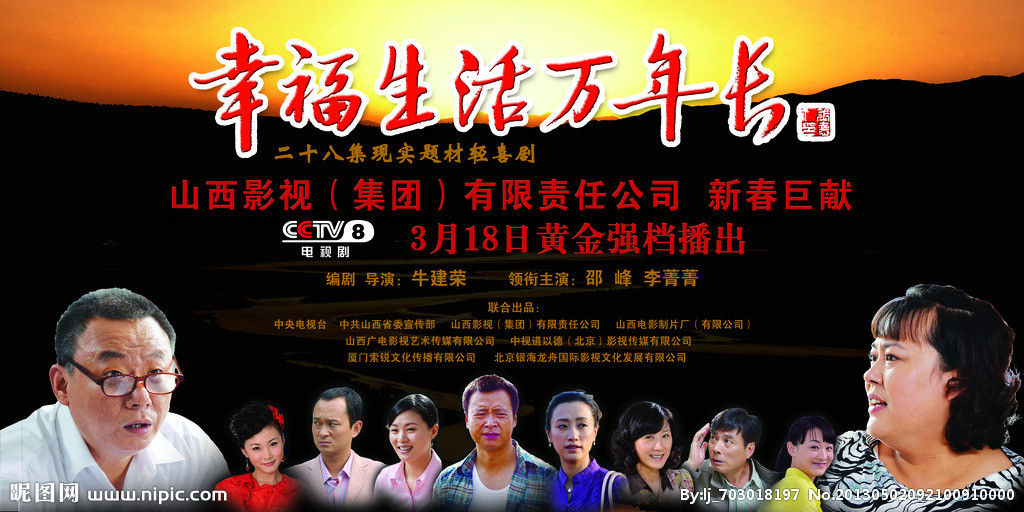 幸福生活万年长
二十八集现实题材轻喜剧
山西影视（集团）有限责任公司 新春巨献
CCTV 8 3月18日黄金强档播出
电视剧
编剧 导演：牛建荣 领衔主演：邵 峰 李菁菁
联合出品：
中央电视台 中共山西省委宣传部 山西影视（集团）有限责任公司 山西电影制片厂（有限公司）
山西广电影视艺术传媒有限公司 中视道以德（北京）影视传媒有限公司
厦门索锐文化传播有限公司 北京银海龙舟国际影视文化发展有限公司
昵图网 www.nipic.com By:lj_703018197 No.20130502092100910000